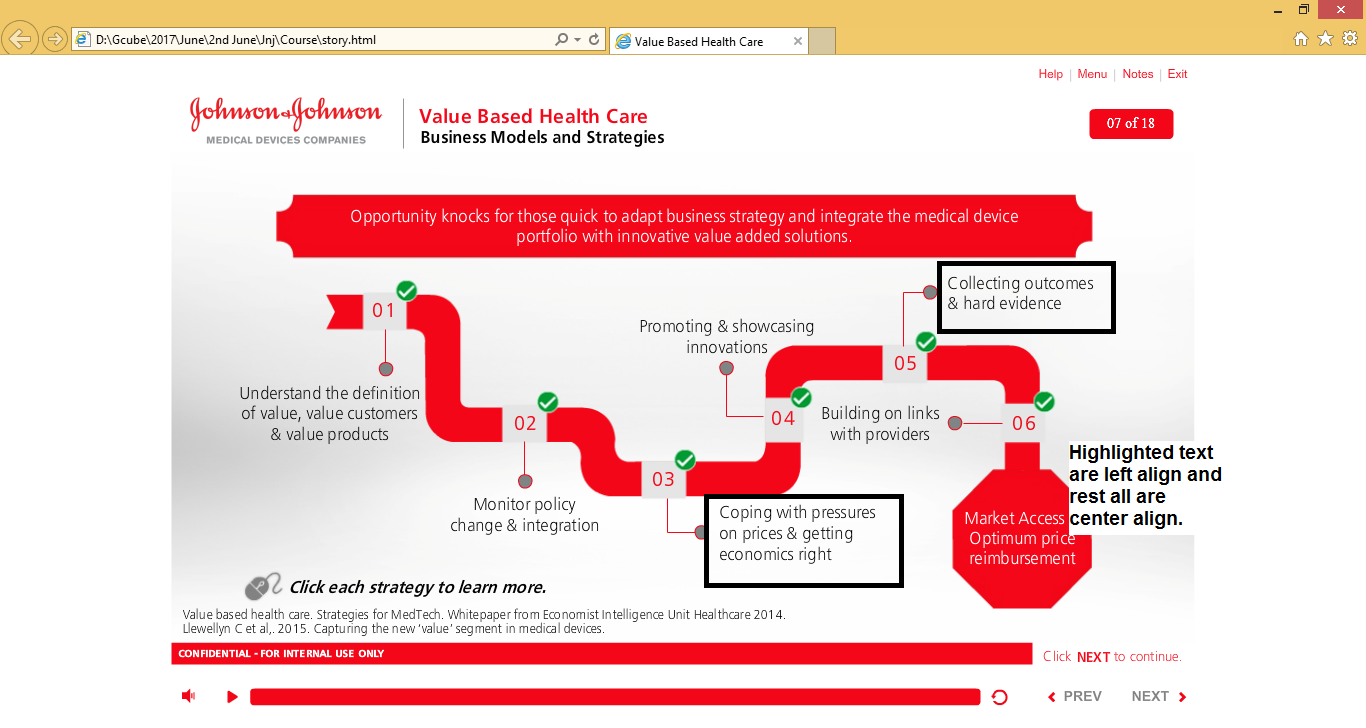 D:\Gcube\2017\June\2nd June\Jnj\Course\story.html
Value Based Health Care
Help | Menu | Notes | Exit
Johnson & Johnson
MEDICAL DEVICES COMPANIES
Value Based Health Care
Business Models and Strategies
07 of 18
Opportunity knocks for those quick to adapt business strategy and integrate the medical device
portfolio with innovative value added solutions.
01
Understand the definition
of value, value customers
& value products
02
Monitor policy
change & integration
03
Coping with pressures
on prices & getting
economics right
Promoting & showcasing
innovations
04
Collecting outcomes
& hard evidence
05
Building on links
with providers
06
Highlighted text
are left align and
rest all are
center align.
Market Access
Optimum price
reimbursement
Click each strategy to learn more.
Value based health care. Strategies for MedTech. Whitepaper from Economist Intelligence Unit Healthcare 2014.
Llewellyn C et al,. 2015. Capturing the new ‘value’ segment in medical devices.
CONFIDENTIAL - FOR INTERNAL USE ONLY
Click NEXT to continue.
PREV
NEXT